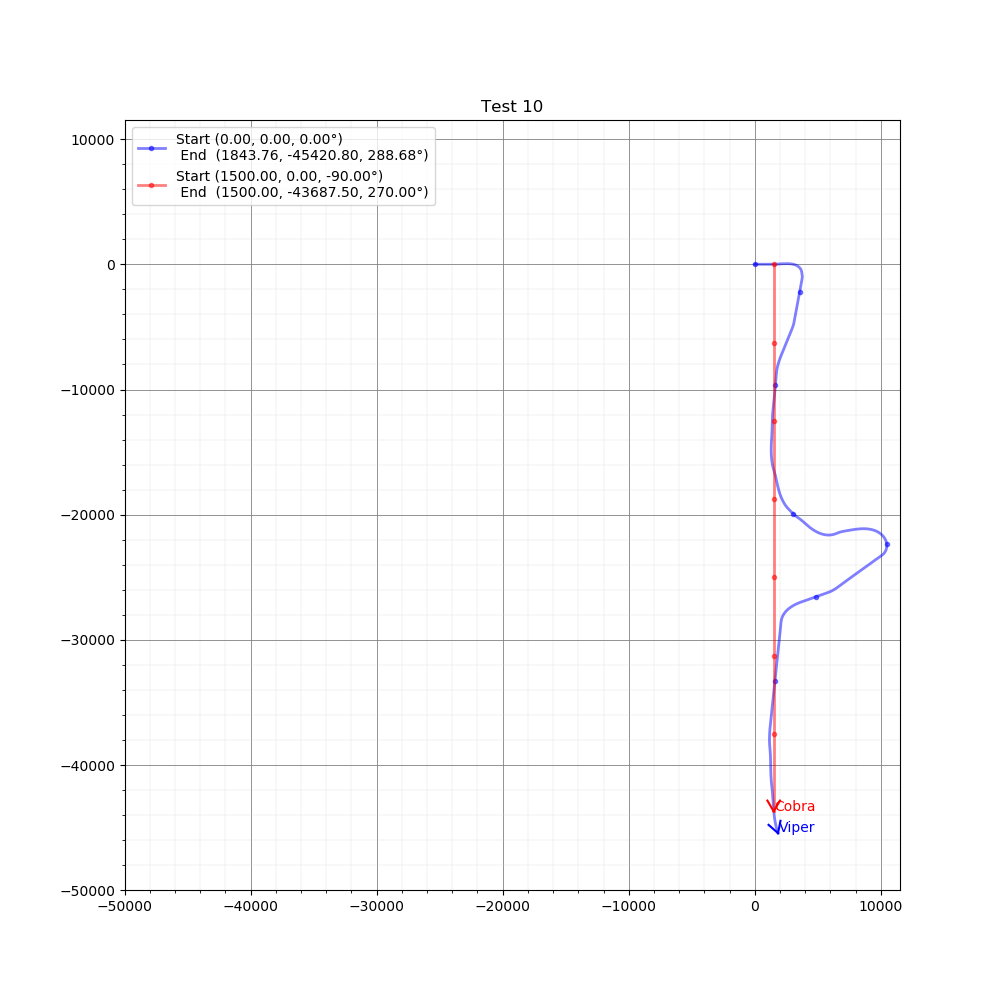 Test 10
Start (0.00, 0.00, 0.00°)
End  (1843.76, -45420.80, 288.68°)
Start (1500.00, 0.00, -90.00°)
End  (1500.00, -43687.50, 270.00°)
10000
0
−10000
−20000
−30000
−40000
−50000
Cobra
Viper
−50000 −40000 −30000 −20000 −10000 0 10000